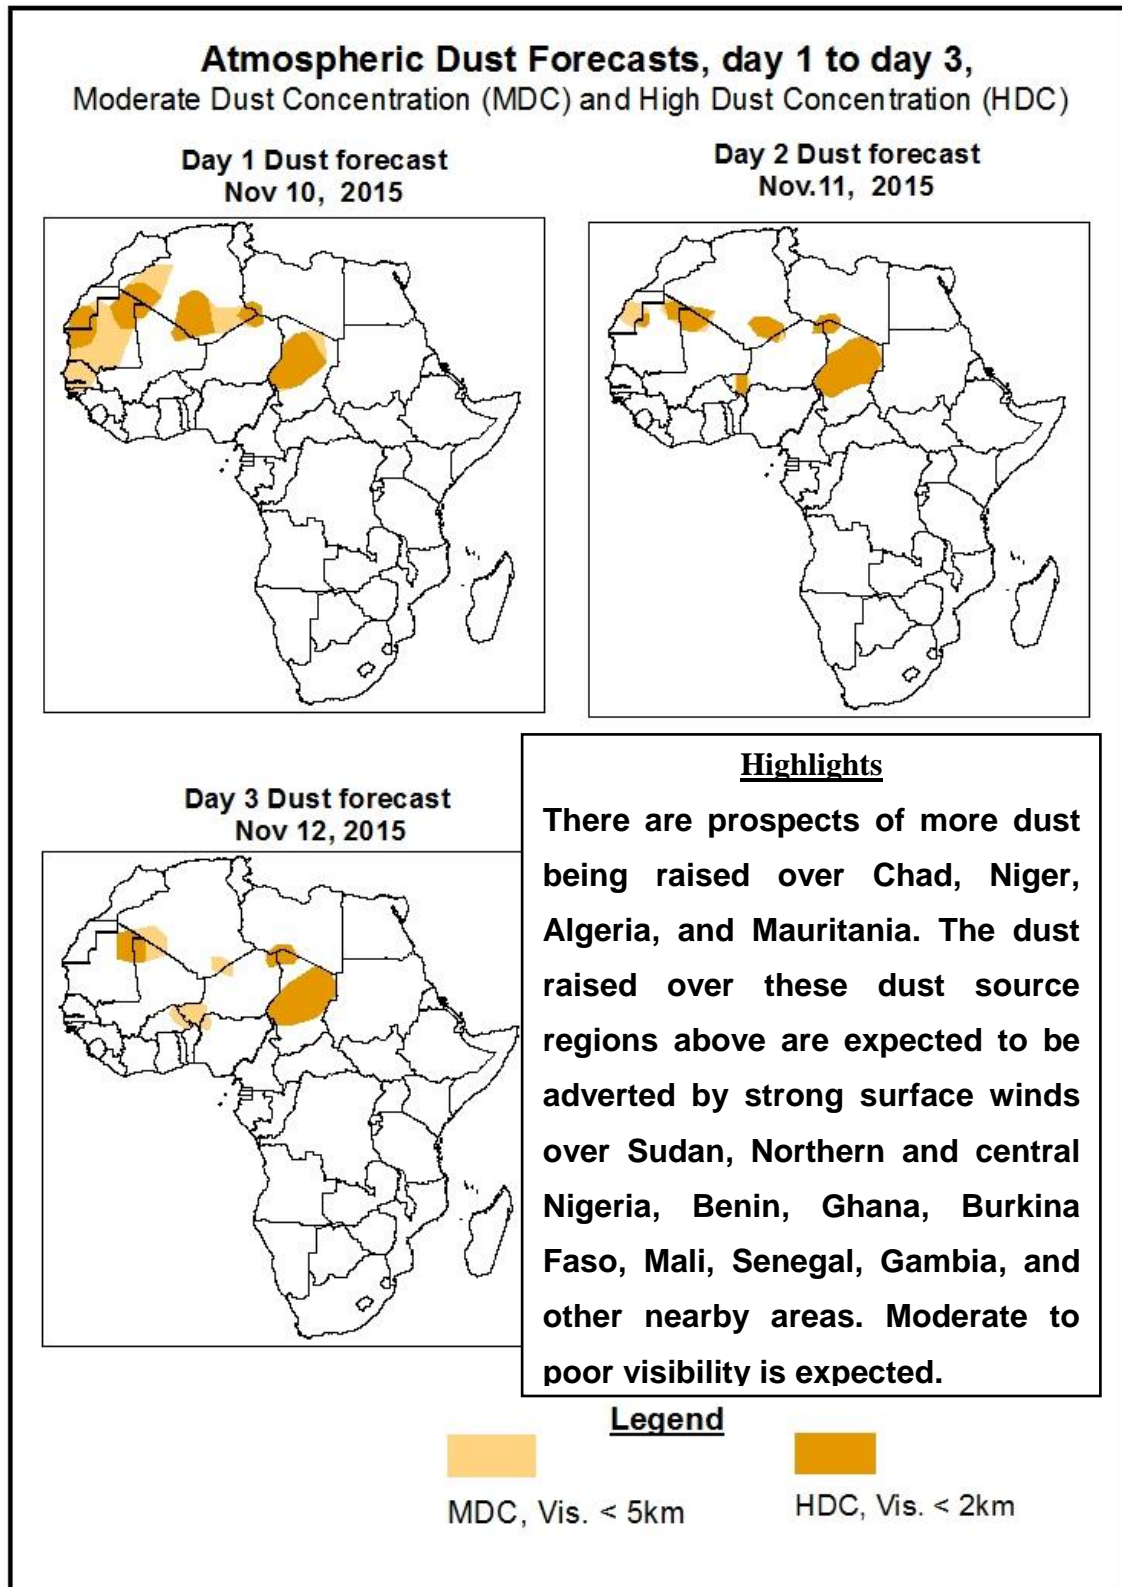 Atmospheric Dust Forecasts, day 1 to day 3,
Moderate Dust Concentration (MDC) and High Dust Concentration (HDC)
Day 1 Dust forecast
Nov 10, 2015
Day 2 Dust forecast
Nov.11, 2015
Day 3 Dust forecast
Nov 12, 2015
Highlights
There are prospects of more dust
being raised over Chad, Niger,
Algeria, and Mauritania. The dust
raised over these dust source
regions above are expected to be
adverted by strong surface winds
over Sudan, Northern and central
Nigeria, Benin, Ghana, Burkina
Faso, Mali, Senegal, Gambia, and
other nearby areas. Moderate to
poor visibility is expected.
Legend
MDC, Vis. < 5km
HDC, Vis. < 2km